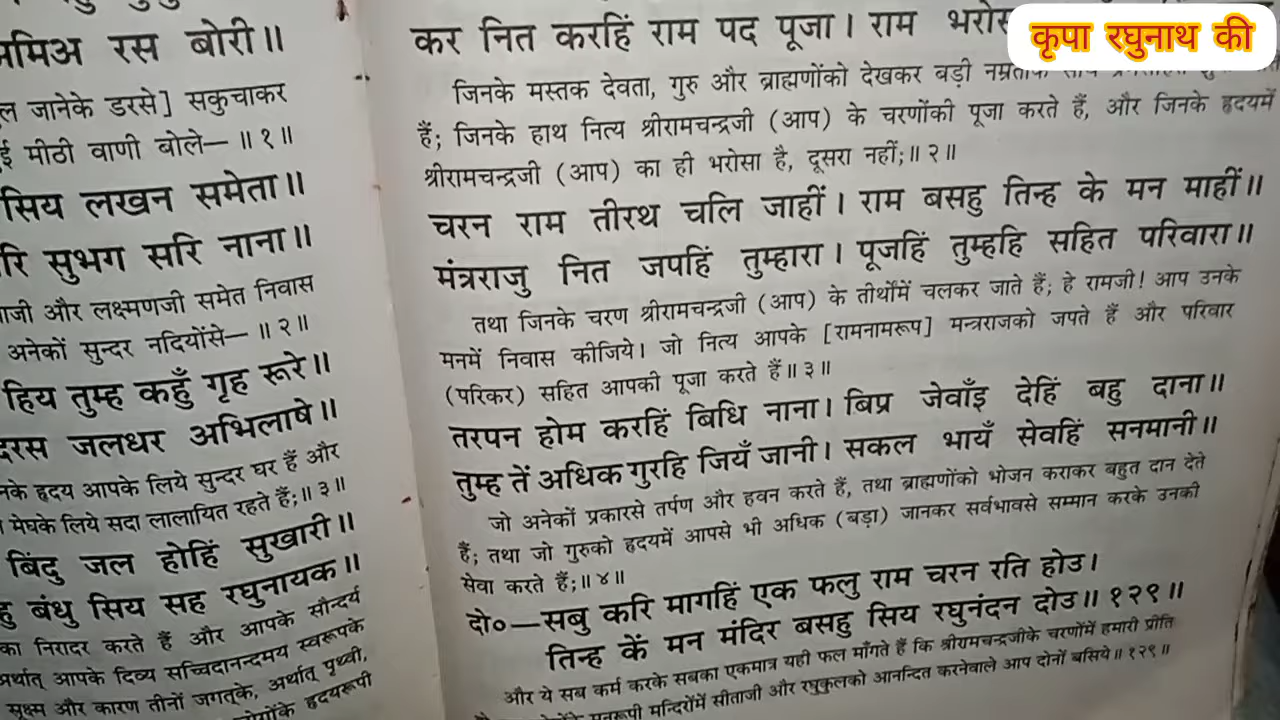 मिअ रस बोरी॥
जानेके डरसे] सकुचाकर
मीठी वाणी बोले— ॥ १ ॥
सिय लखन समेता॥
सुभग सरि नाना॥
और लक्ष्मणजी समेत निवास
अनेकों सुन्दर नदियोंसे— ॥ २ ॥
हिय तुम्ह कहुँ गृह रूरे॥
दरस जलधर अभिलाषे॥
हृदय आपके लिये सुन्दर घर हैं और
मेघके लिये सदा लालायित रहते हैं;॥ ३ ॥
बिंदु जल होहिं सुखारी॥
बंधु सिय सह रघुनायक॥
का निरादर करते हैं और आपके सौन्दर्य
अर्थात् आपके दिव्य सच्चिदानन्दमय स्वरूपके
सूक्ष्म और कारण तीनों जगत्के, अर्थात् पृथ्वी,
हृदयरूपी
कर नित करहिं राम पद पूजा। राम भरोस
कृपा रघुनाथ की
जिनके मस्तक देवता, गुरु और ब्राह्मणोंको देखकर बड़ी
हैं; जिनके हाथ नित्य श्रीरामचन्द्रजी (आप) के चरणोंकी पूजा करते हैं, और जिनके हृदयमें
श्रीरामचन्द्रजी (आप) का ही भरोसा है, दूसरा नहीं;॥ २ ॥
चरन राम तीरथ चलि जाहीं। राम बसहु तिन्ह के मन माहीं॥
मंत्रराजु नित जपहिं तुम्हारा। पूजहिं तुम्हहि सहित परिवारा॥
तथा जिनके चरण श्रीरामचन्द्रजी (आप) के तीर्थोंमें चलकर जाते हैं; हे रामजी! आप उनके
मनमें निवास कीजिये। जो नित्य आपके [रामनामरूप] मन्त्रराजको जपते हैं और परिवार
(परिकर) सहित आपकी पूजा करते हैं॥ ३ ॥
तरपन होम करहिं बिधि नाना। बिप्र जेवाँइ देहिं बहु दाना॥
तुम्ह तें अधिक गुरहि जियँ जानी। सकल भायँ सेवहिं सनमानी॥
जो अनेकों प्रकारसे तर्पण और हवन करते हैं, तथा ब्राह्मणोंको भोजन कराकर बहुत दान देते
हैं; तथा जो गुरुको हृदयमें आपसे भी अधिक (बड़ा) जानकर सर्वभावसे सम्मान करके उनकी
सेवा करते हैं;॥ ४ ॥
दो०—सबु करि मागहिं एक फलु राम चरन रति होउ।
तिन्ह कें मन मंदिर बसहु सिय रघुनंदन दोउ॥ १२९ ॥
और ये सब कर्म करके सबका एकमात्र यही फल माँगते हैं कि श्रीरामचन्द्रजीके चरणोंमें हमारी प्रीति
मनरूपी मन्दिरोंमें सीताजी और रघुकुलको आनन्दित करनेवाले आप दोनों बसिये॥ १२९ ॥